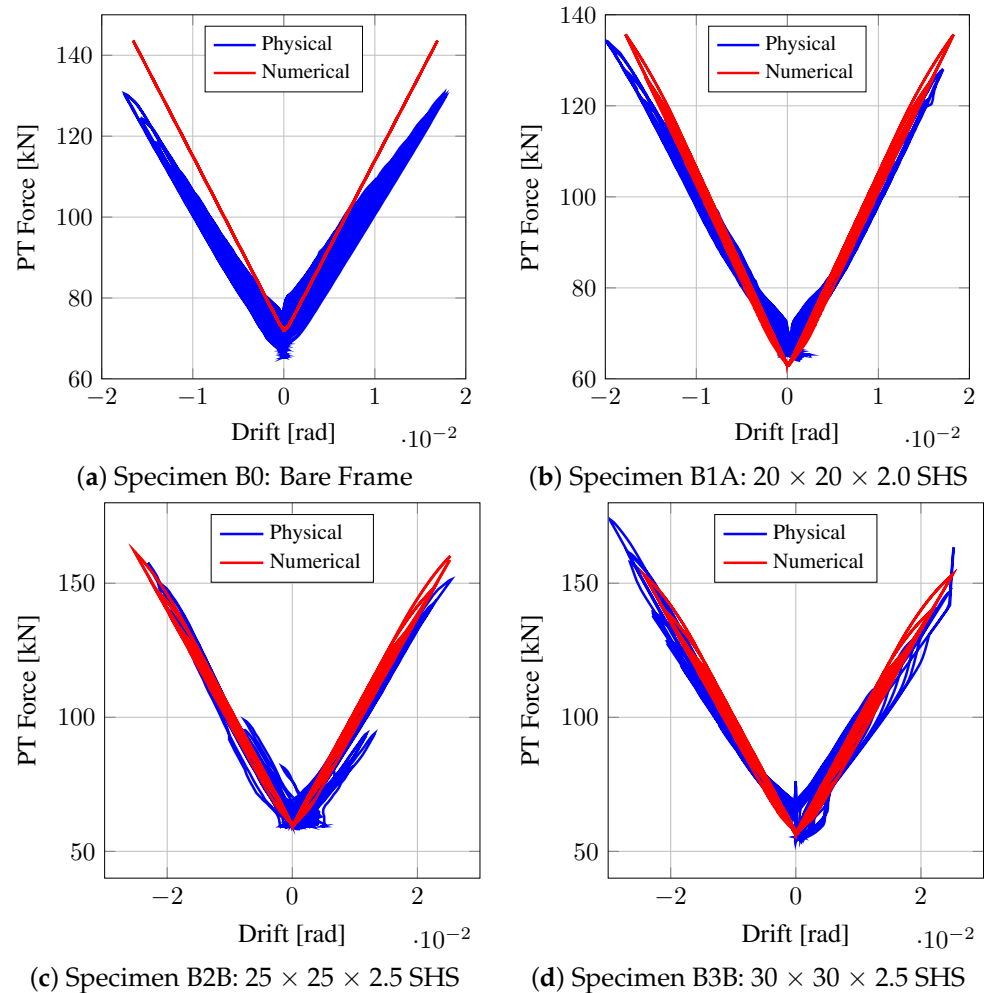 140
120
100
80
60
PT Force [kN]
−2
−1
0
1
2
Drift [rad]
·10−2
Physical
Numerical
(a) Specimen B0: Bare Frame
140
120
100
80
60
PT Force [kN]
−2
−1
0
1
2
Drift [rad]
·10−2
Physical
Numerical
(b) Specimen B1A: 20 × 20 × 2.0 SHS
150
100
50
PT Force [kN]
−2
0
2
Drift [rad]
·10−2
Physical
Numerical
(c) Specimen B2B: 25 × 25 × 2.5 SHS
150
100
50
PT Force [kN]
−2
0
2
Drift [rad]
·10−2
Physical
Numerical
(d) Specimen B3B: 30 × 30 × 2.5 SHS